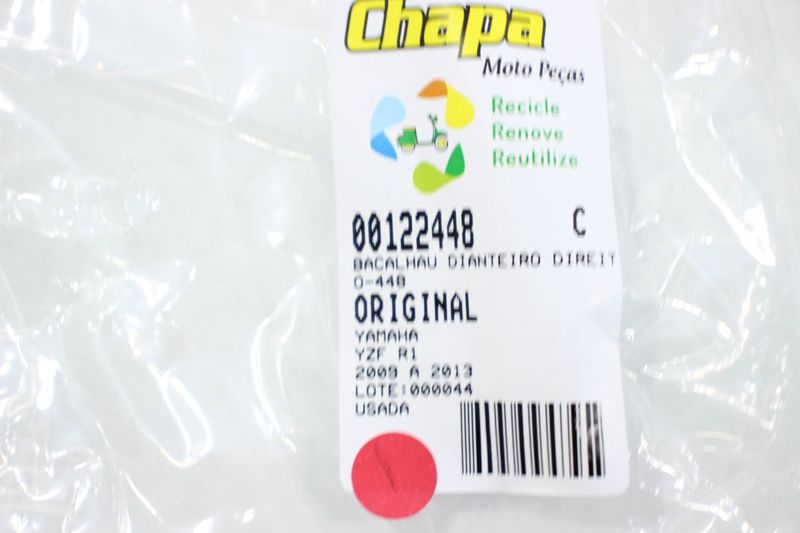 Chapa
Moto Peças
Recicle
Renove
Reutilize
00122448 C
BACALHAU DIANTEIRO DIREIT
O-448
ORIGINAL
YAMAHA
YZF R1
2009 A 2013
LOTE:000044
USADA